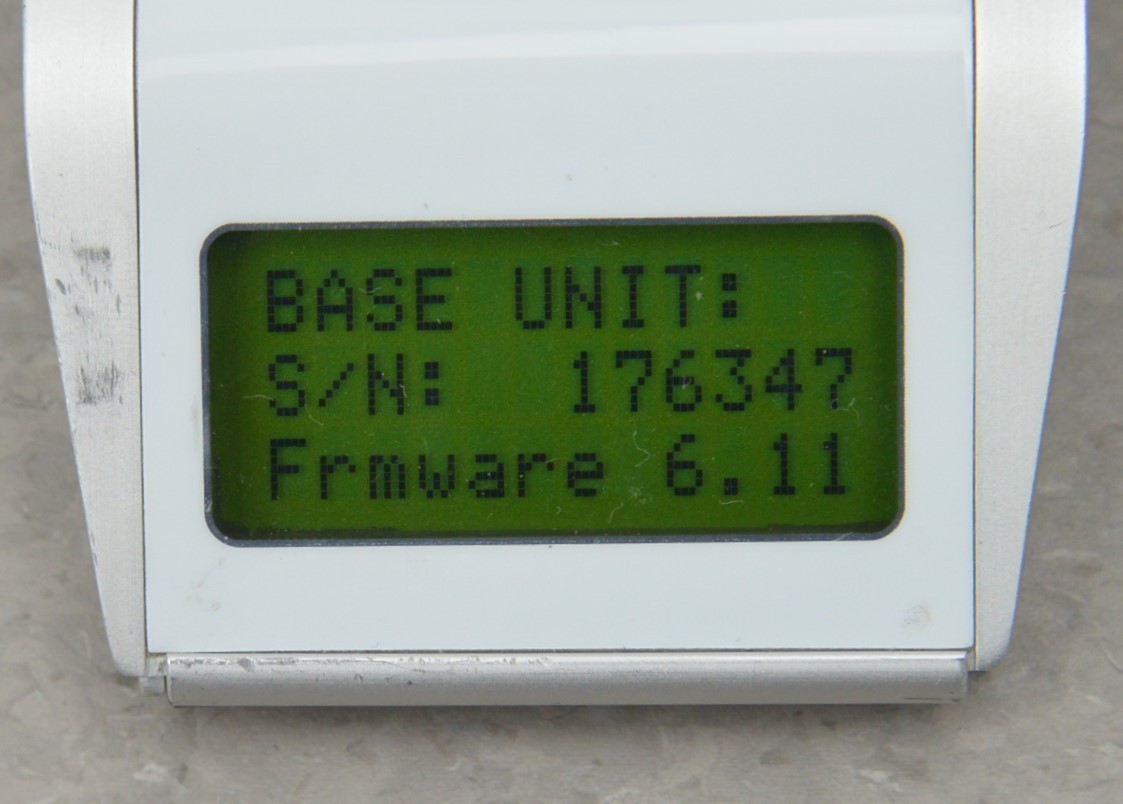 BASE UNIT:
S/N: 176347
Frmware 6.11